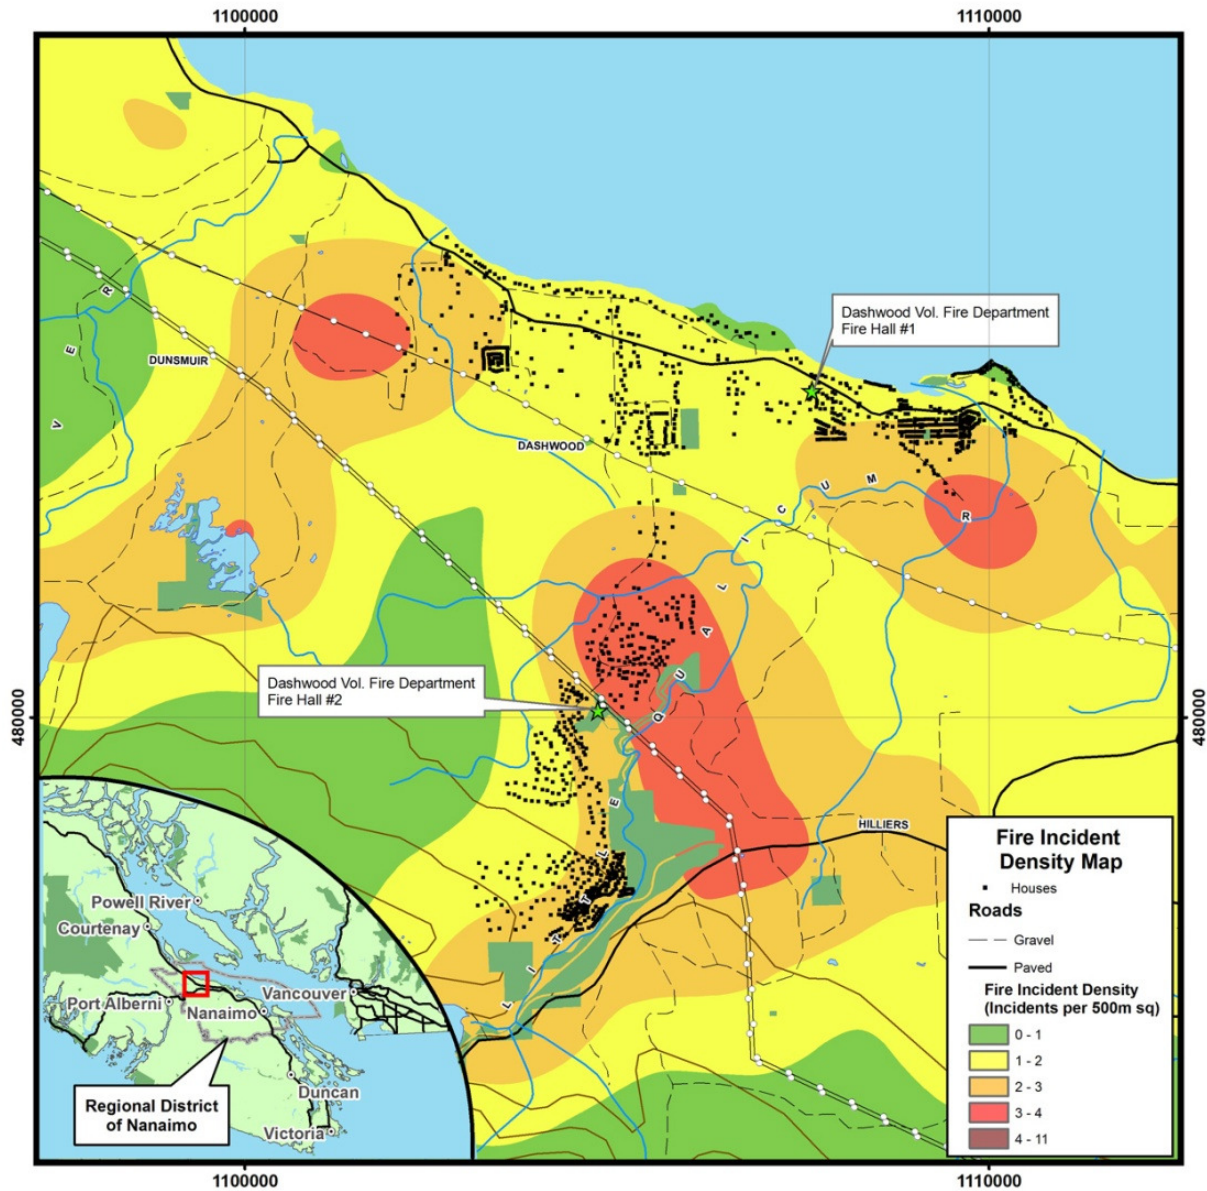 1100000
1110000
Dashwood Vol. Fire Department
Fire Hall #1
R
E
V
DUNSMUIR
DASHWOOD
M
U
C
R
I
L
A
U
Q
480000
480000
Dashwood Vol. Fire Department
Fire Hall #2
E
L
T
T
I
L
HILLIERS
Powell River
Courtenay
Port Alberni
Nanaimo
Vancouver
Duncan
Victoria
Regional District
of Nanaimo
Fire Incident
Density Map
Houses
Roads
Gravel
Paved
Fire Incident Density
(Incidents per 500m sq)
0 - 1
1 - 2
2 - 3
3 - 4
4 - 11
1100000
1110000